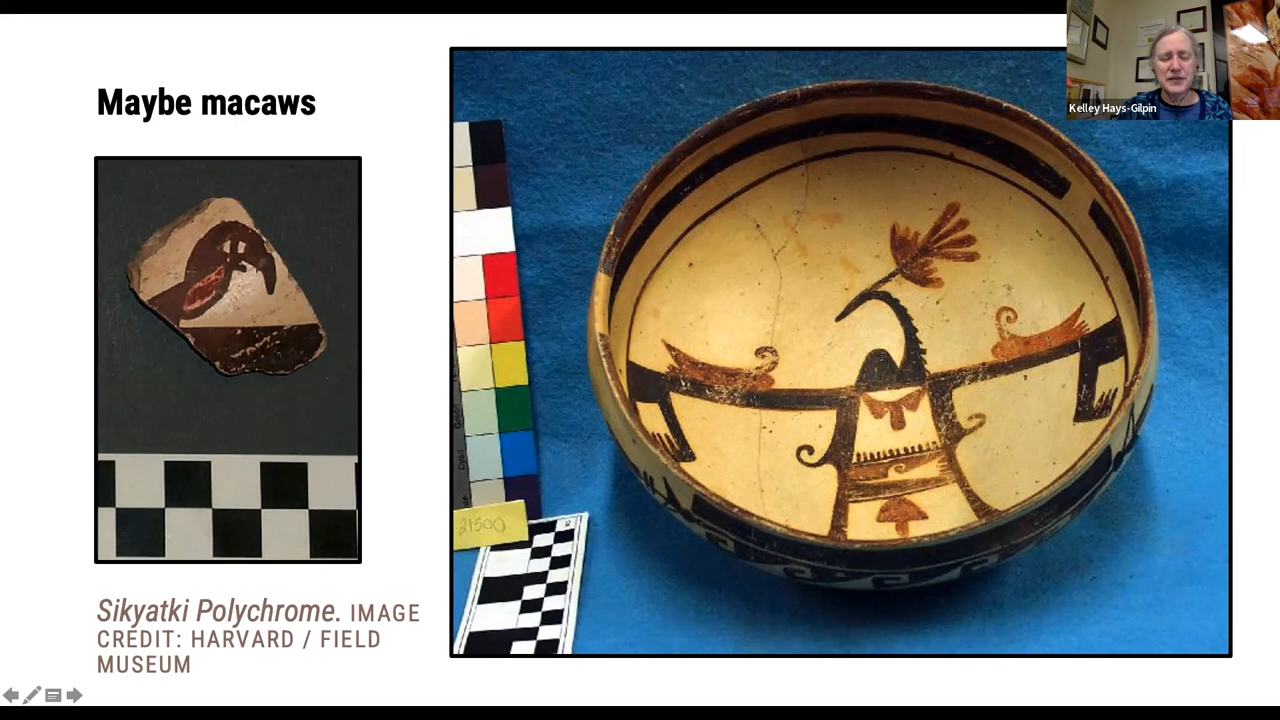 Kelley Hays-Gilpin
Maybe macaws
21500
Sikyatki Polychrome. IMAGE
CREDIT: HARVARD / FIELD
MUSEUM